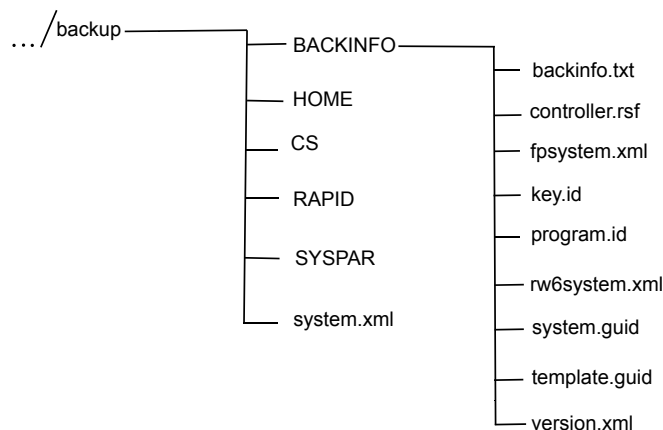 .../backup
BACKINFO
HOME
CS
RAPID
SYSPAR
system.xml
backinfo.txt
controller.rsf
fpsystem.xml
key.id
program.id
rw6system.xml
system.guid
template.guid
version.xml